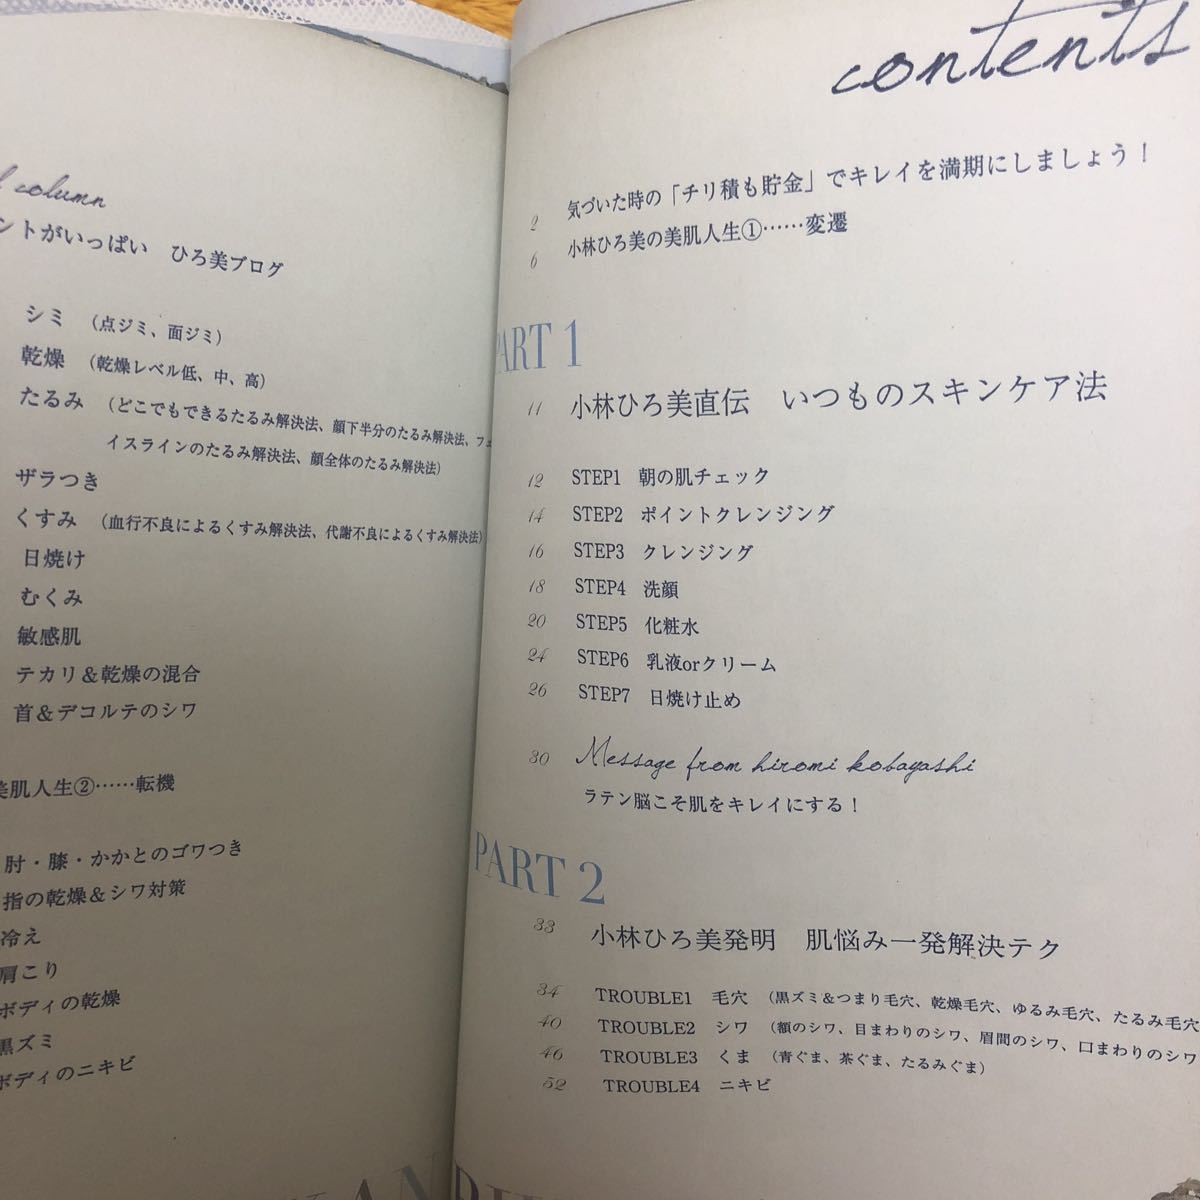 column
ントがいっぱい　ひろ美ブログ
シミ　（点ジミ、面ジミ）
乾燥　（乾燥レベル低、中、高）
たるみ　（どこでもできるたるみ解決法、顔下半分のたるみ解決法、フェ
イスラインのたるみ解決法、顔全体のたるみ解決法）
ザラつき
くすみ　（血行不良によるくすみ解決法、代謝不良によるくすみ解決法）
日焼け
むくみ
敏感肌
テカリ＆乾燥の混合
首＆デコルテのシワ
美肌人生②……転機
肘・膝・かかとのゴワつき
指の乾燥＆シワ対策
冷え
肩こり
ボディの乾燥
黒ズミ
ボディのニキビ
contents
2　気づいた時の「チリ積も貯金」でキレイを満期にしましょう！
6　小林ひろ美の美肌人生①……変遷
PART 1
11　小林ひろ美直伝　いつものスキンケア法
12　STEP1　朝の肌チェック
14　STEP2　ポイントクレンジング
16　STEP3　クレンジング
18　STEP4　洗顔
20　STEP5　化粧水
24　STEP6　乳液orクリーム
26　STEP7　日焼け止め
30　Message from hiromi kobayashi
ラテン脳こそ肌をキレイにする！
PART 2
33　小林ひろ美発明　肌悩み一発解決テク
34　TROUBLE1　毛穴　（黒ズミ＆つまり毛穴、乾燥毛穴、ゆるみ毛穴、たるみ毛穴
40　TROUBLE2　シワ　（額のシワ、目まわりのシワ、眉間のシワ、口まわりのシワ
46　TROUBLE3　くま　（青ぐま、茶ぐま、たるみぐま）
52　TROUBLE4　ニキビ